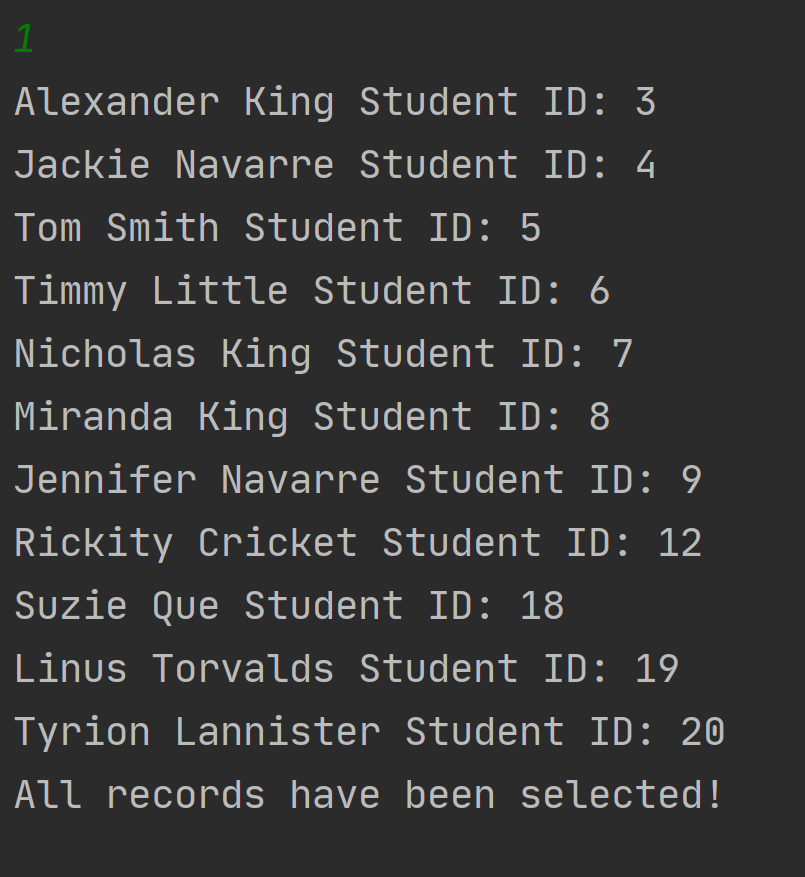 1
Alexander King Student ID: 3
Jackie Navarre Student ID: 4
Tom Smith Student ID: 5
Timmy Little Student ID: 6
Nicholas King Student ID: 7
Miranda King Student ID: 8
Jennifer Navarre Student ID: 9
Rickity Cricket Student ID: 12
Suzie Que Student ID: 18
Linus Torvalds Student ID: 19
Tyrion Lannister Student ID: 20
All records have been selected!